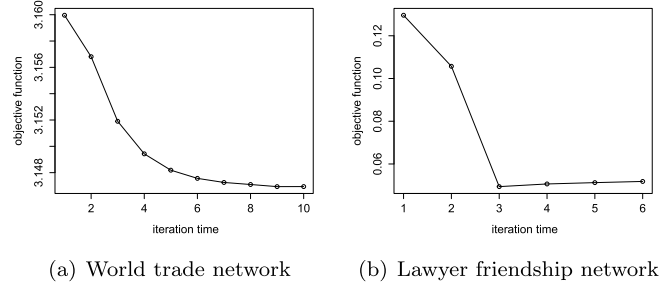 3.160
3.156
3.152
3.148
objective function
2 4 6 8 10
iteration time
0.12
0.10
0.08
0.06
objective function
1 2 3 4 5 6
iteration time
(a) World trade network
(b) Lawyer friendship network